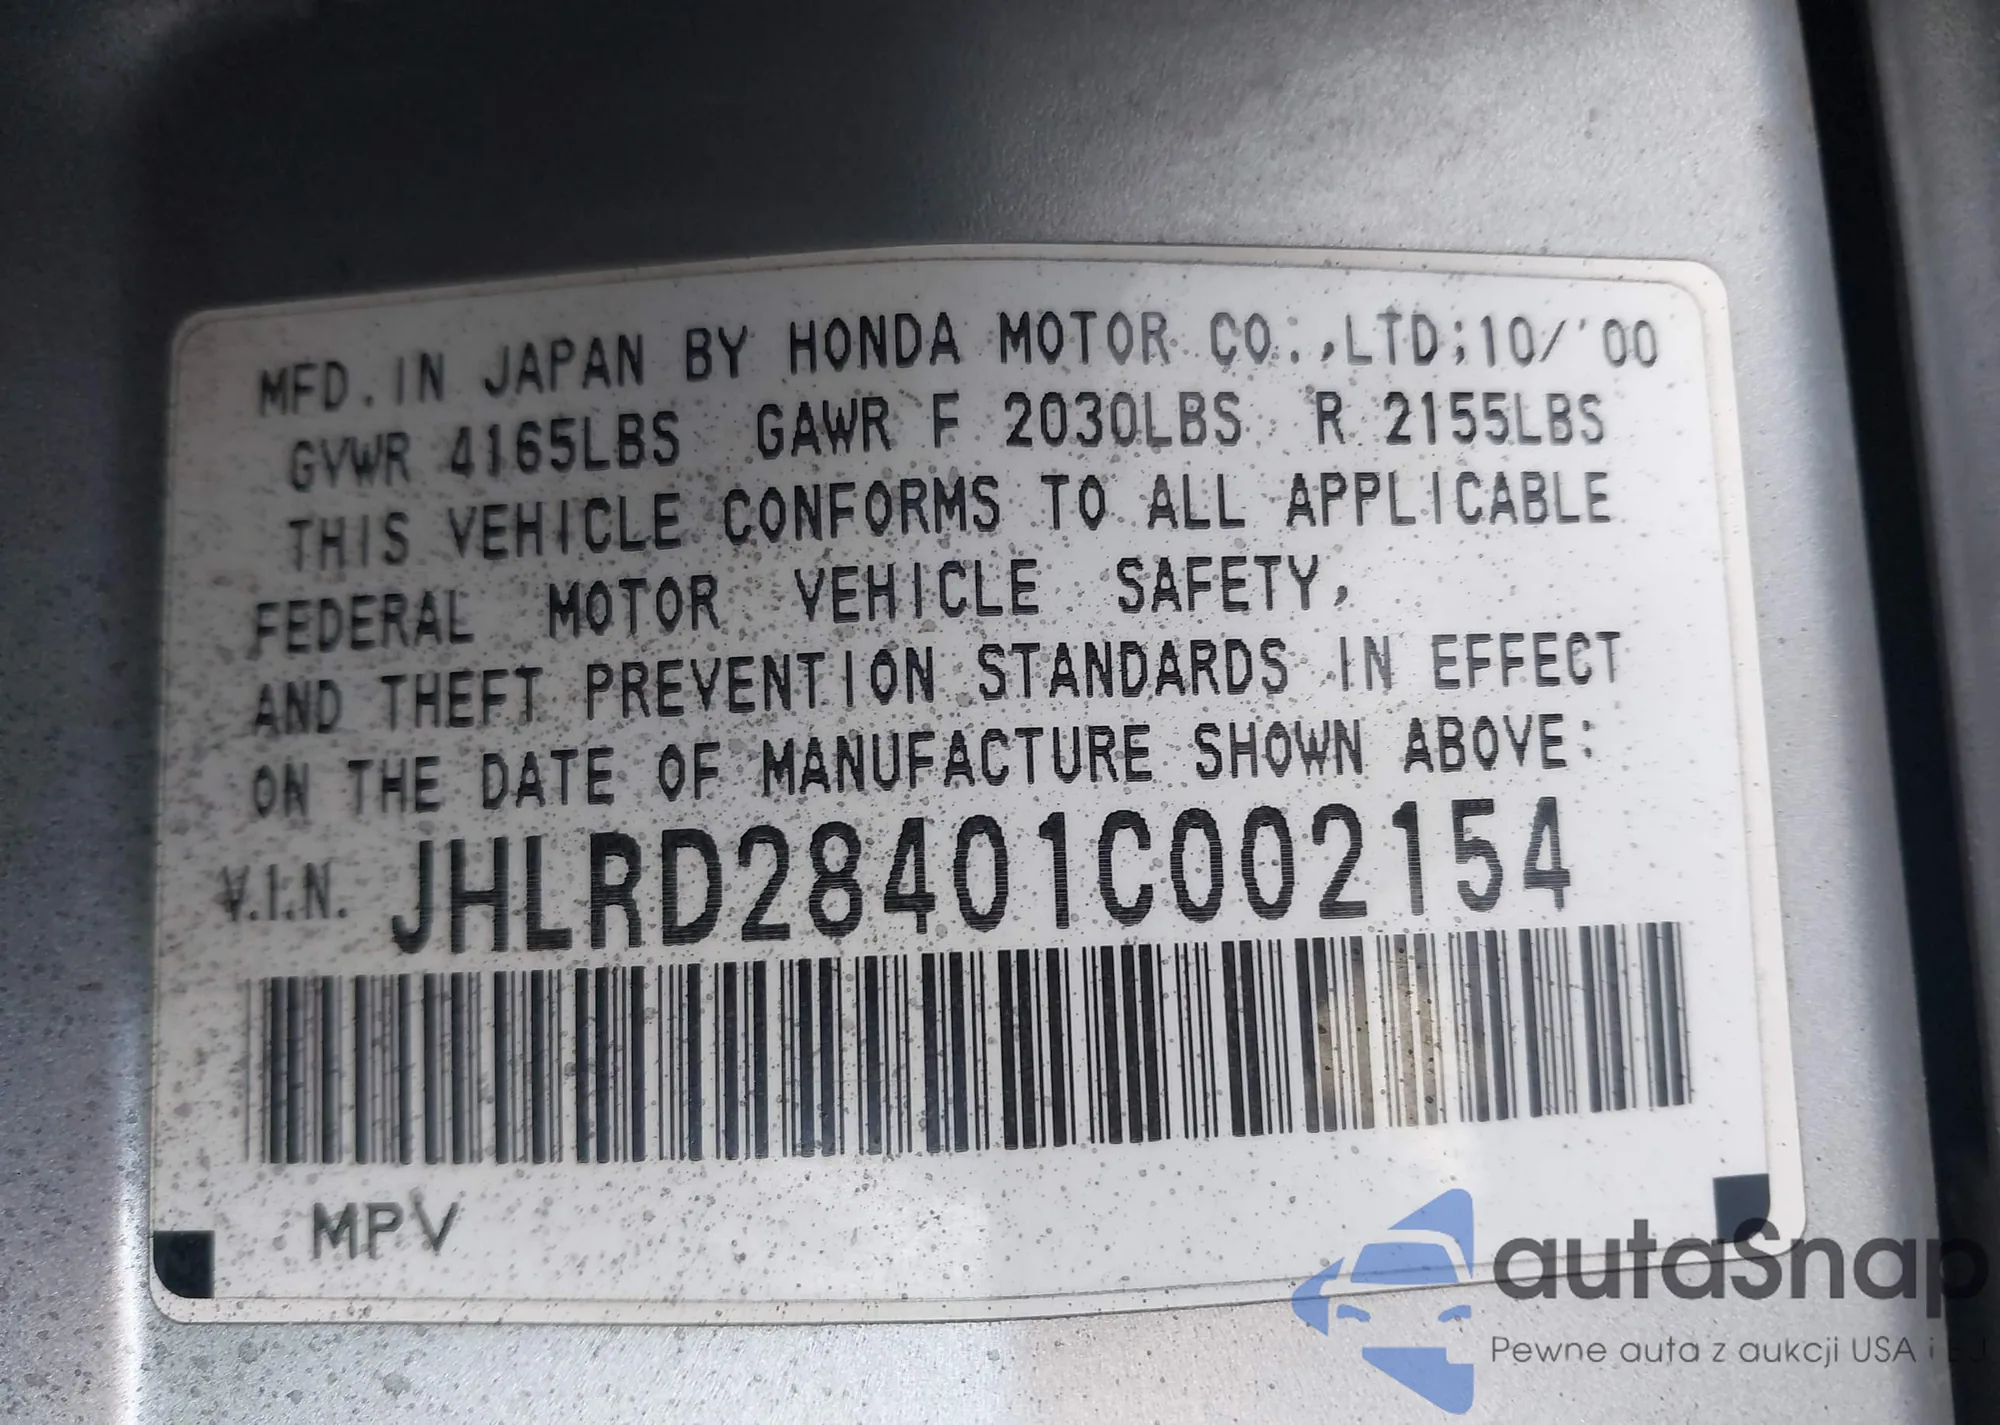 MFD. IN JAPAN BY HONDA MOTOR CO., LTD; 10/'00
GVWR 4165LBS GAWR F 2030LBS R 2155LBS
THIS VEHICLE CONFORMS TO ALL APPLICABLE
FEDERAL MOTOR VEHICLE SAFETY,
AND THEFT PREVENTION STANDARDS IN EFFECT
ON THE DATE OF MANUFACTURE SHOWN ABOVE:
V.I.N. JHLRD28401C002154
MPV
autaSnap
Pewne auta z aukcji USA i EU